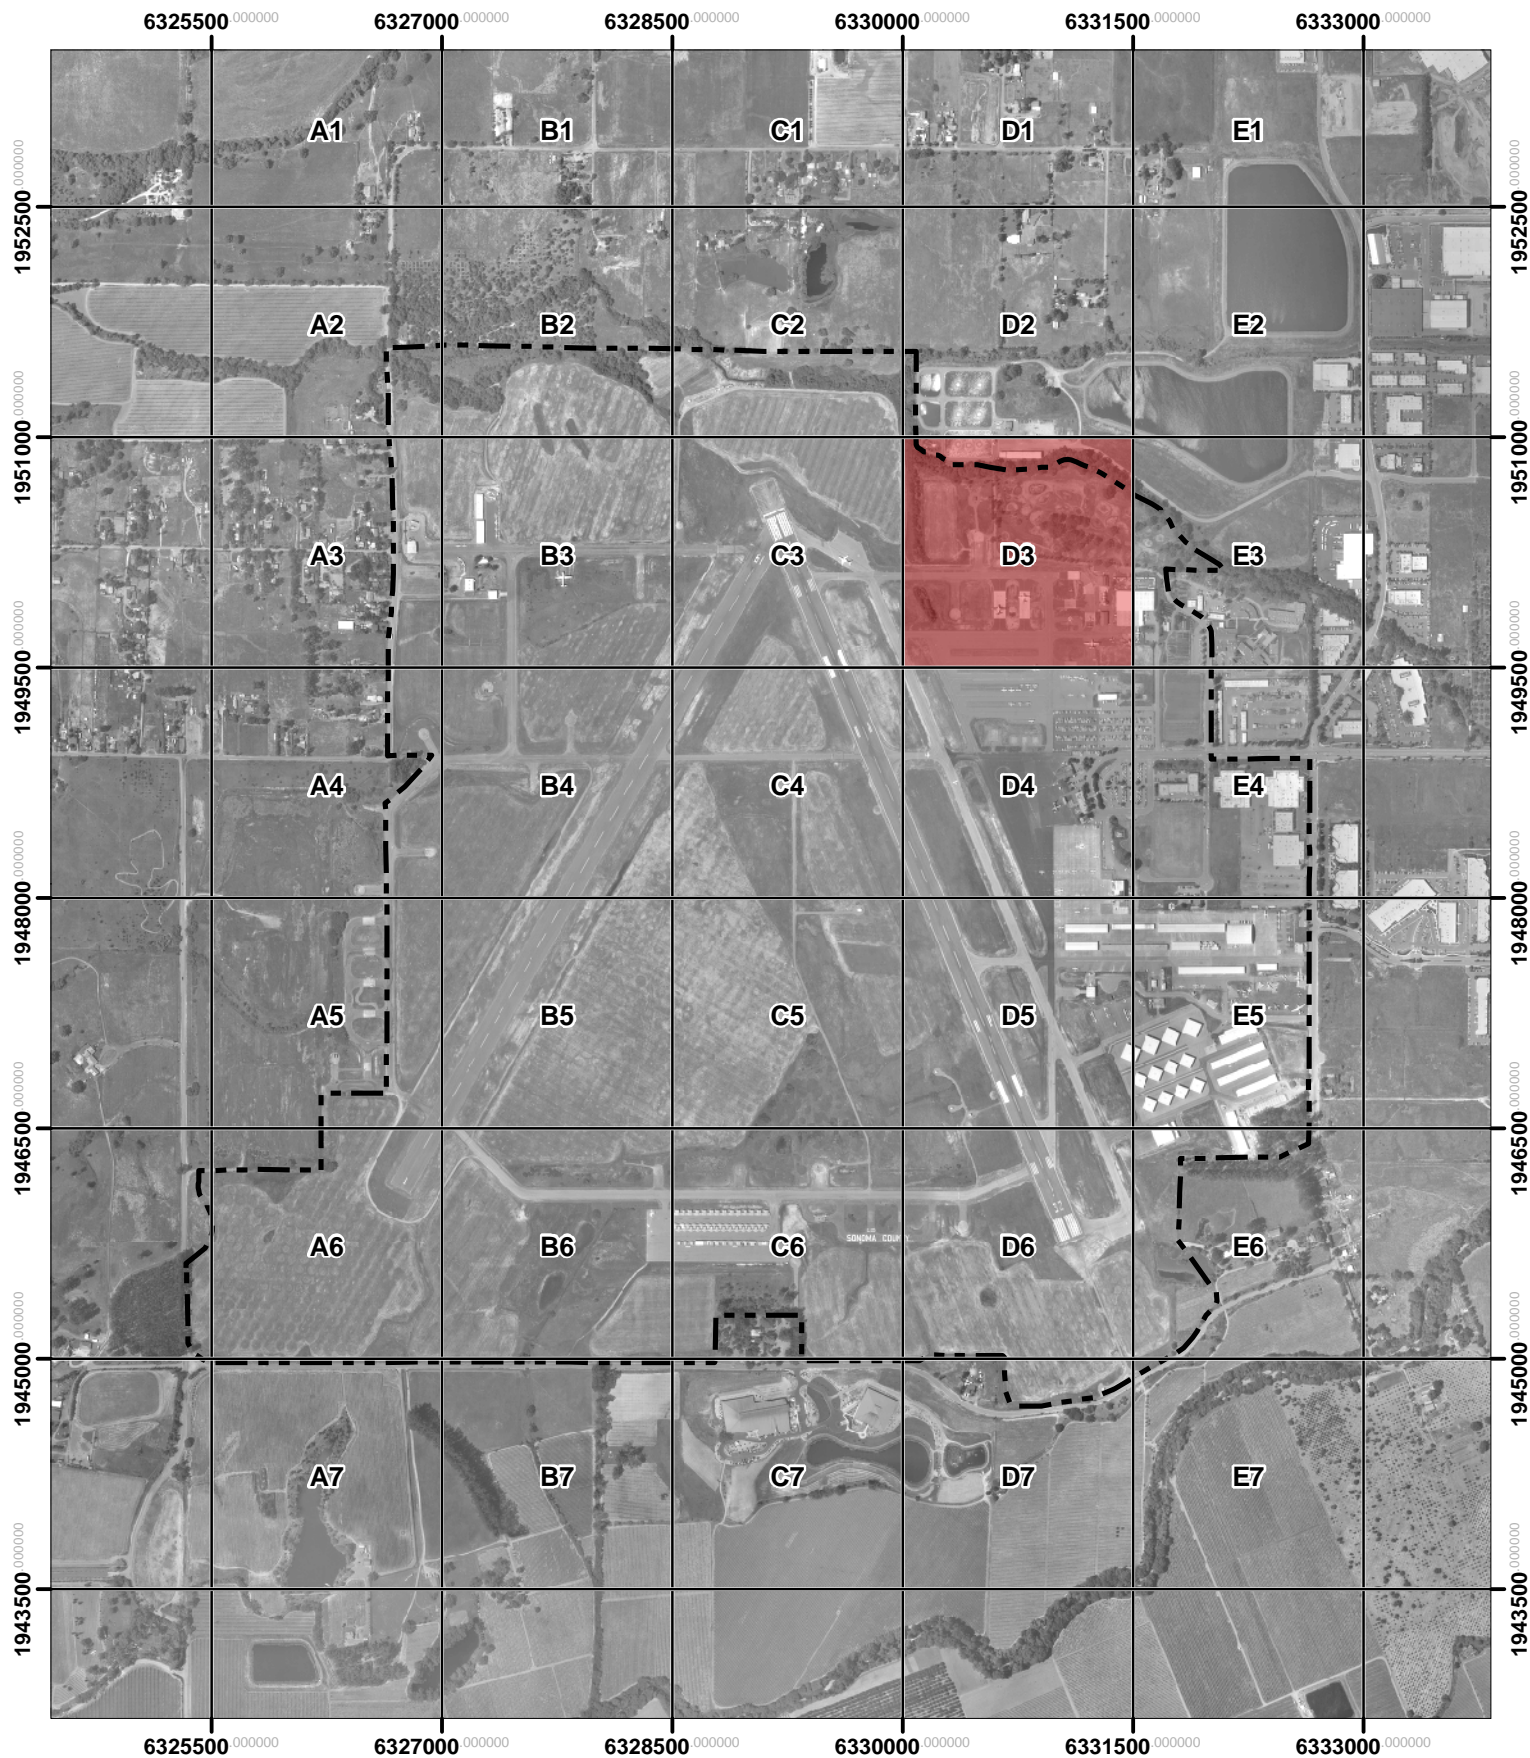 6325500.000000 6327000.000000 6328500.000000 6330000.000000 6331500.000000 6333000.000000
A1 B1 C1 D1 E1
1952500.000000 1952500.000000
A2 B2 C2 D2 E2
1951000.000000 1951000.000000
A3 B3 C3 D3 E3
1949500.000000 1949500.000000
A4 B4 C4 D4 E4
1948000.000000 1948000.000000
A5 B5 C5 D5 E5
1946500.000000 1946500.000000
SONOMA COUNTY
A6 B6 C6 D6 E6
1945000.000000 1945000.000000
A7 B7 C7 D7 E7
1943500.000000 1943500.000000
6325500.000000 6327000.000000 6328500.000000 6330000.000000 6331500.000000 6333000.000000